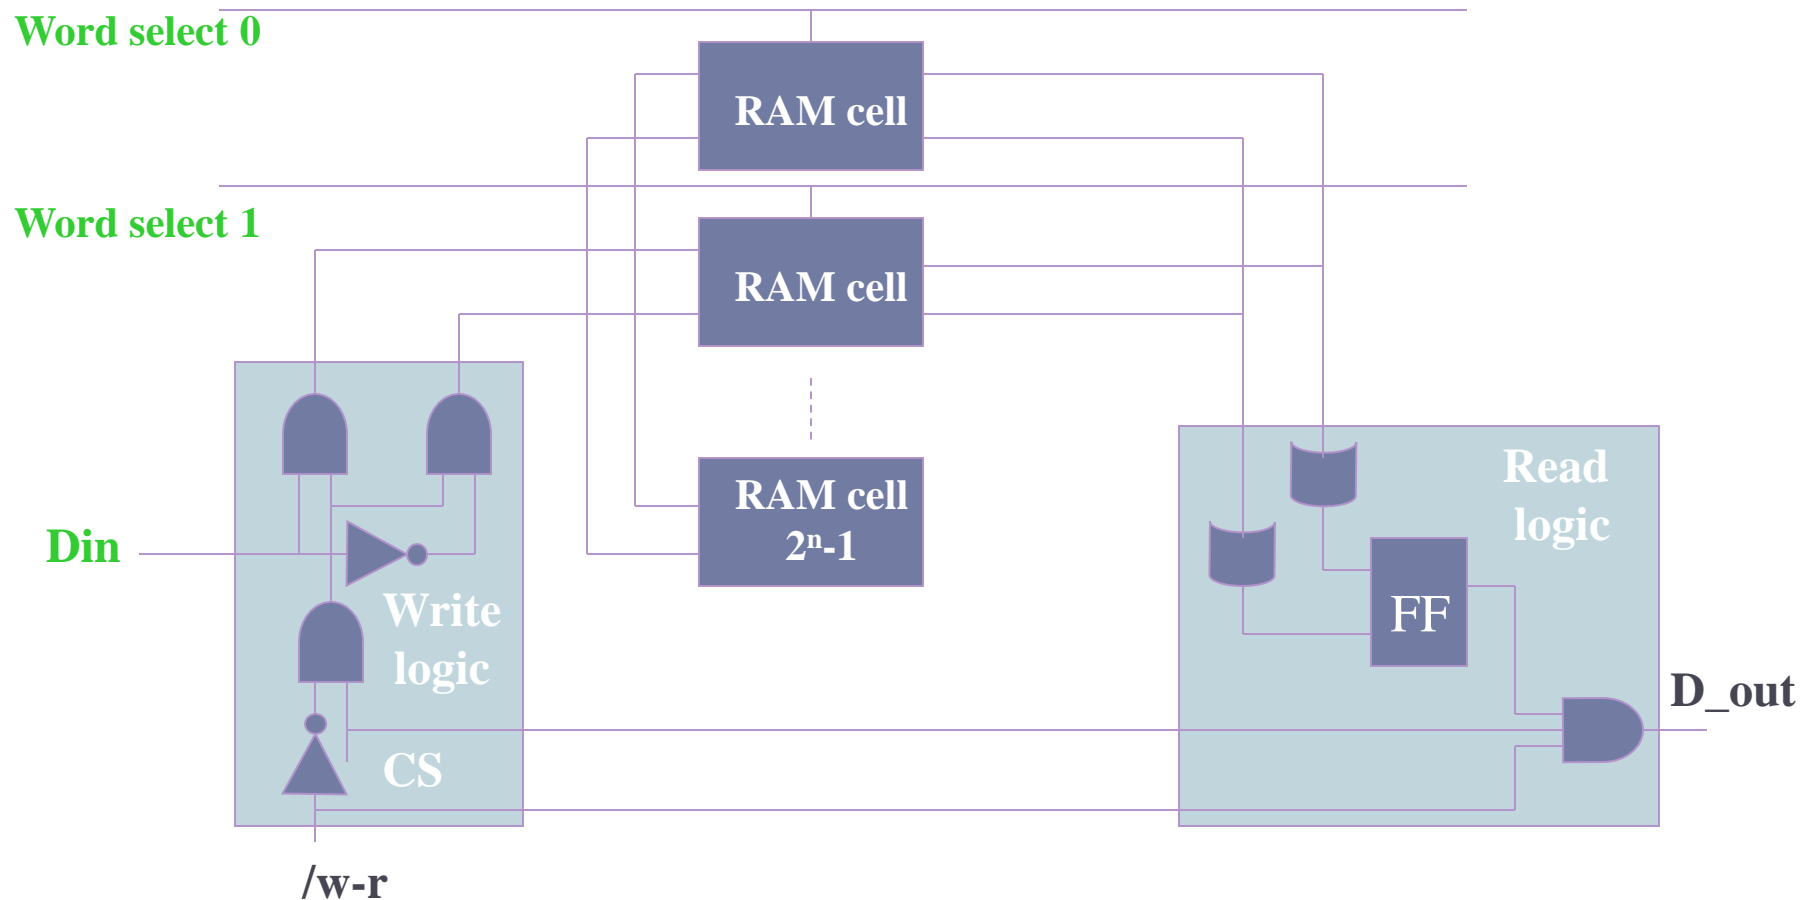 Word select 0
RAM cell
Word select 1
RAM cell
RAM cell
2ⁿ-1
Read
logic
Din
Write
logic
FF
D_out
CS
/w-r